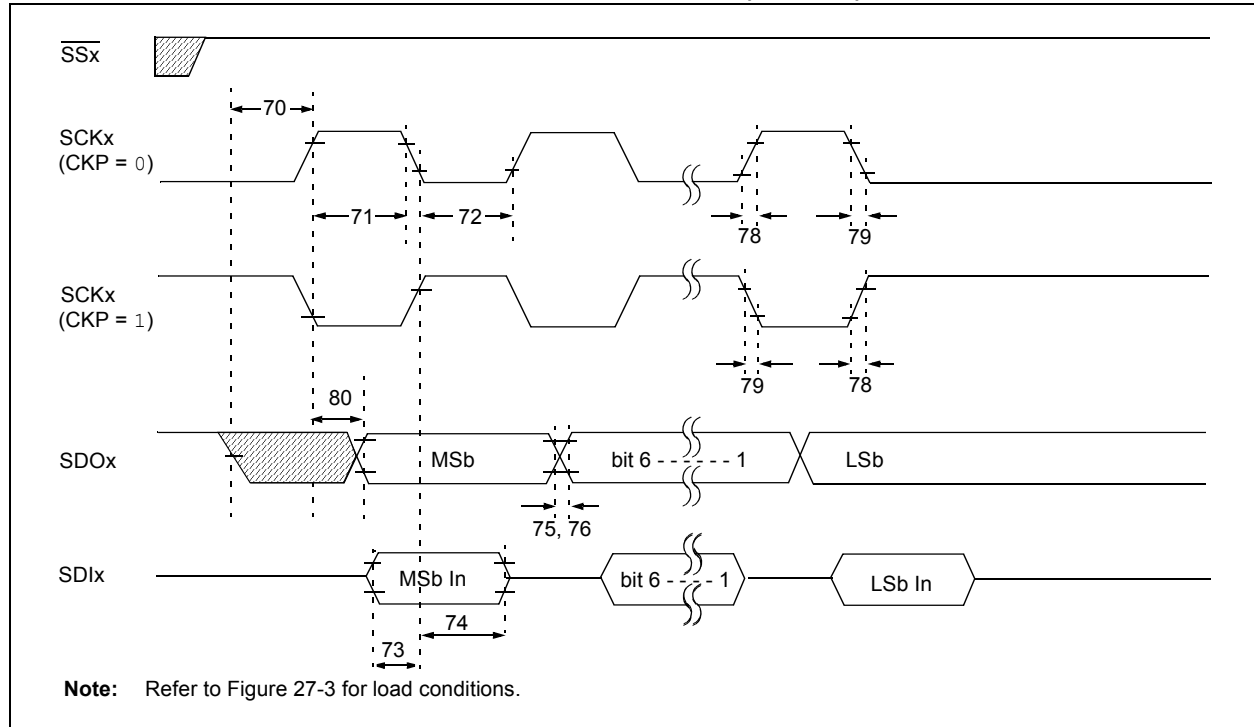 SSx
70
SCKx
(CKP = 0)
71
72
78
79
SCKx
(CKP = 1)
79
78
80
SDOx
MSb
bit 6 - - - - - - 1
LSb
75, 76
SDIx
MSb In
bit 6 - - - - 1
LSb In
74
73
Note: Refer to Figure 27-3 for load conditions.